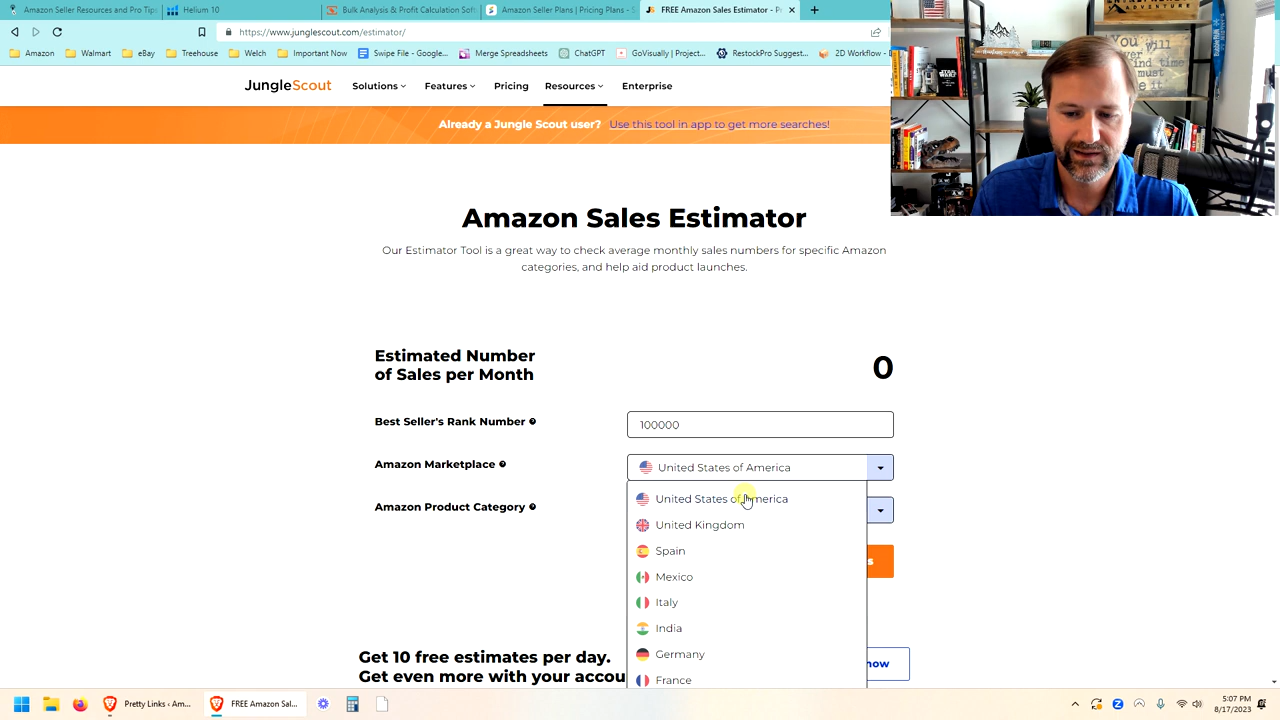 Amazon Seller Resources and Pro Tips
Helium 10
Bulk Analysis & Profit Calculation Soft
Amazon Seller Plans | Pricing Plans - S
FREE Amazon Sales Estimator - P
https://www.junglescout.com/estimator/
Amazon
Walmart
eBay
Treehouse
Welch
Important Now
Swipe File - Google...
Merge Spreadsheets
ChatGPT
GoVisually | Project...
RestockPro Suggest...
2D Workflow -
JungleScout
Solutions
Features
Pricing
Resources
Enterprise
Already a Jungle Scout user? Use this tool in app to get more searches!
Amazon Sales Estimator
Our Estimator Tool is a great way to check average monthly sales numbers for specific Amazon
categories, and help aid product launches.
Estimated Number
of Sales per Month
0
Best Seller's Rank Number
100000
Amazon Marketplace
United States of America
Amazon Product Category
United States of America
United Kingdom
Spain
Mexico
Italy
India
Germany
France
Get 10 free estimates per day.
Get even more with your accou
now
Pretty Links ‹ Am...
FREE Amazon Sal...
5:07 PM
8/17/2023
You will
STAR
WARS